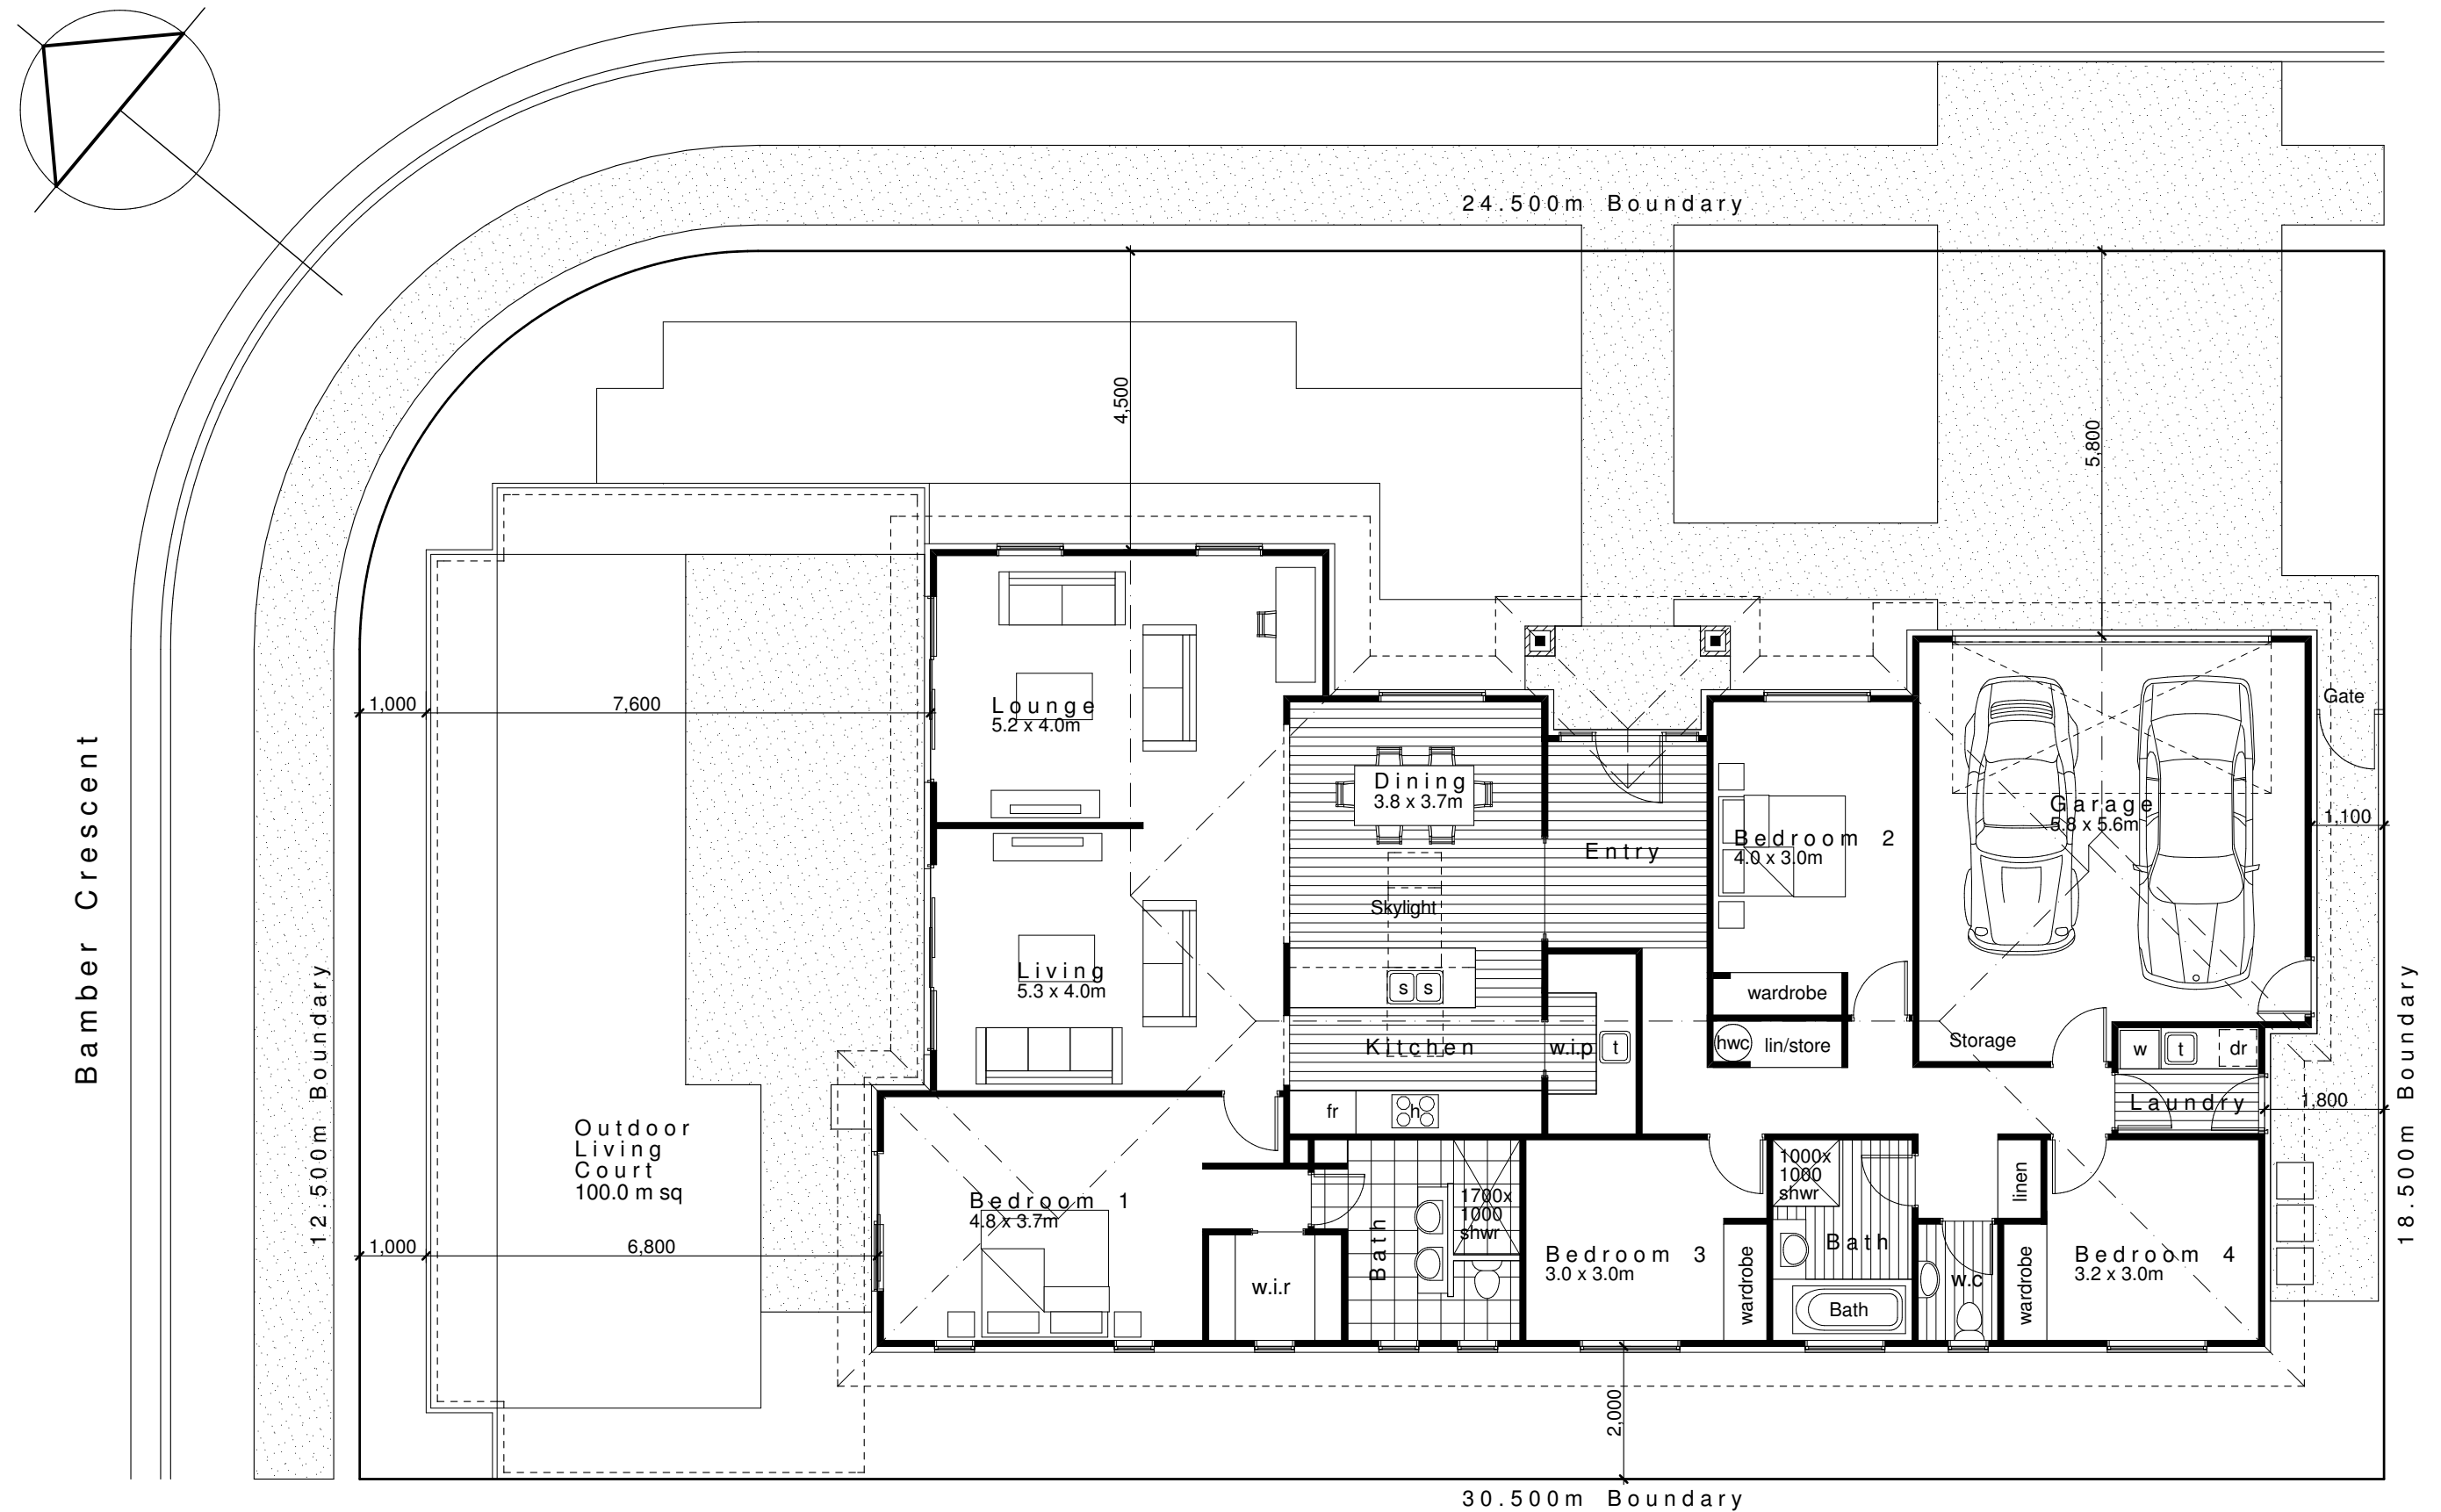 24.500m Boundary
4,500
5,800
1,000
7,600
Lounge
5.2 x 4.0m
Gate
Dining
3.8 x 3.7m
Garage
5.8 x 5.6m
1,100
Bedroom 2
4.0 x 3.0m
Entry
Skylight
Bamber Crescent
12.500m Boundary
18.500m Boundary
Living
5.3 x 4.0m
s s
wardrobe
Kitchen
w.i.p
t
hwc
lin/store
Storage
w
t
dr
fr
h
Laundry
1,800
Outdoor
Living
Court
100.0 m sq
1,000
6,800
Bedroom 1
4.8 x 3.7m
w.i.r
Bath
1700x
1000
shwr
Bedroom 3
3.0 x 3.0m
wardrobe
1000x
1000
shwr
Bath
Bath
w.c
linen
wardrobe
Bedroom 4
3.2 x 3.0m
2,000
30.500m Boundary